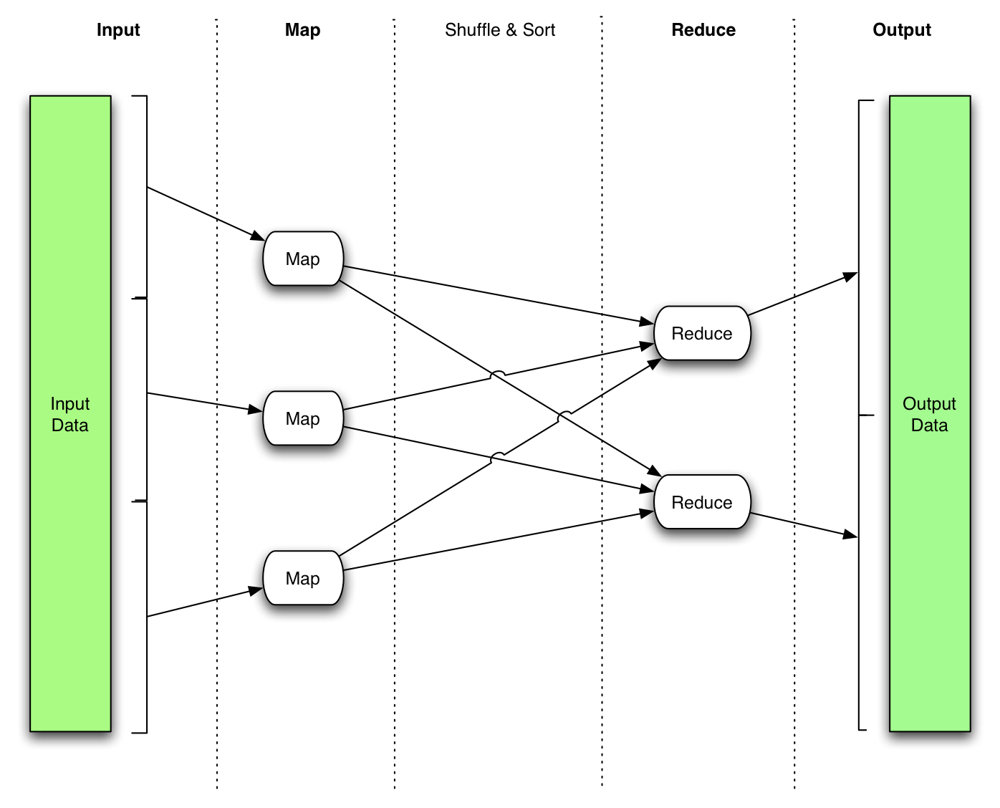 Input
Map
Shuffle & Sort
Reduce
Output
Map
Reduce
Input
Data
Map
Output
Data
Reduce
Map